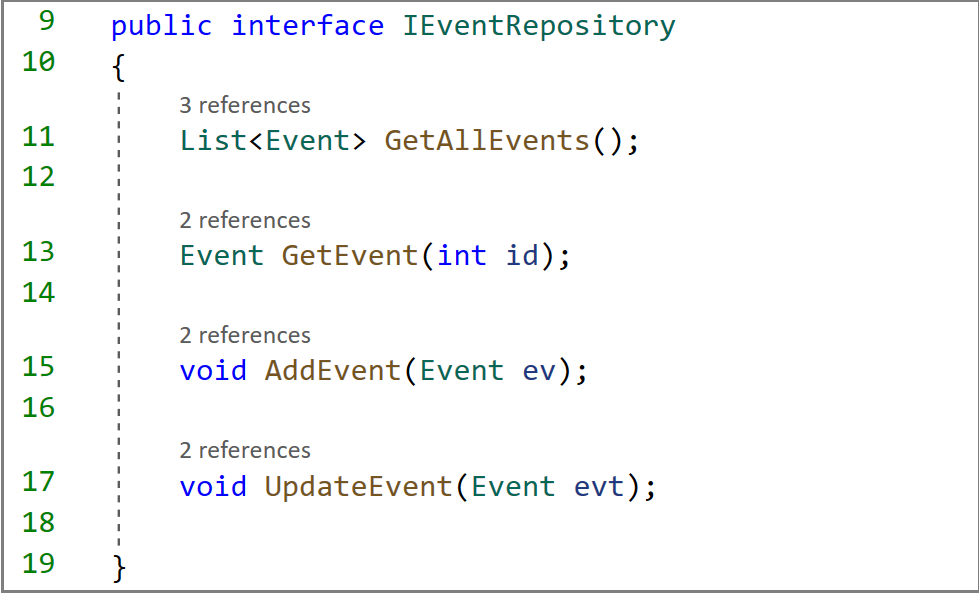 9 public interface IEventRepository
10 {
3 references
11 List<Event> GetAllEvents();
12
2 references
13 Event GetEvent(int id);
14
2 references
15 void AddEvent(Event ev);
16
2 references
17 void UpdateEvent(Event evt);
18
19 }